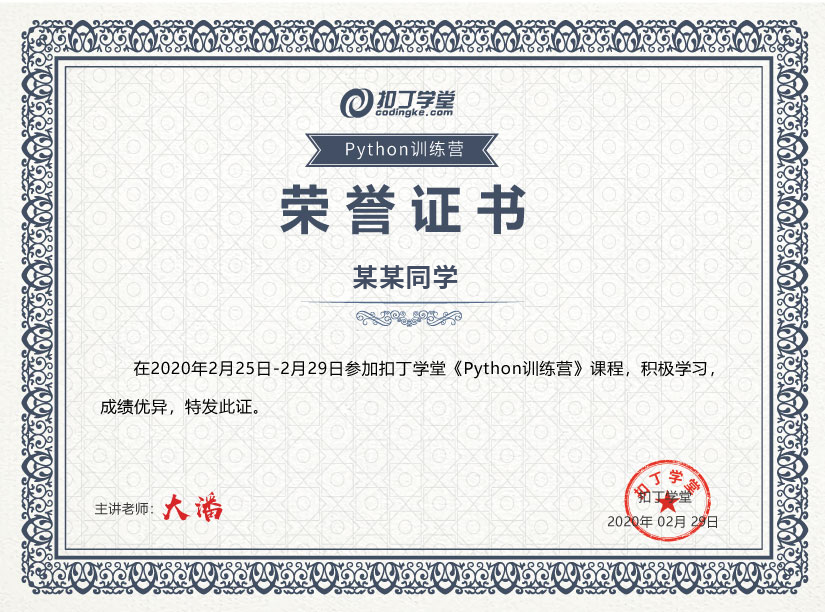 扣丁学堂
codingke.com
Python训练营
荣誉证书
某某同学
在2020年2月25日-2月29日参加扣丁学堂《Python训练营》课程，积极学习，
成绩优异，特发此证。
主讲老师：大潘
扣丁学堂
扣丁学堂
2020年 02月 29日